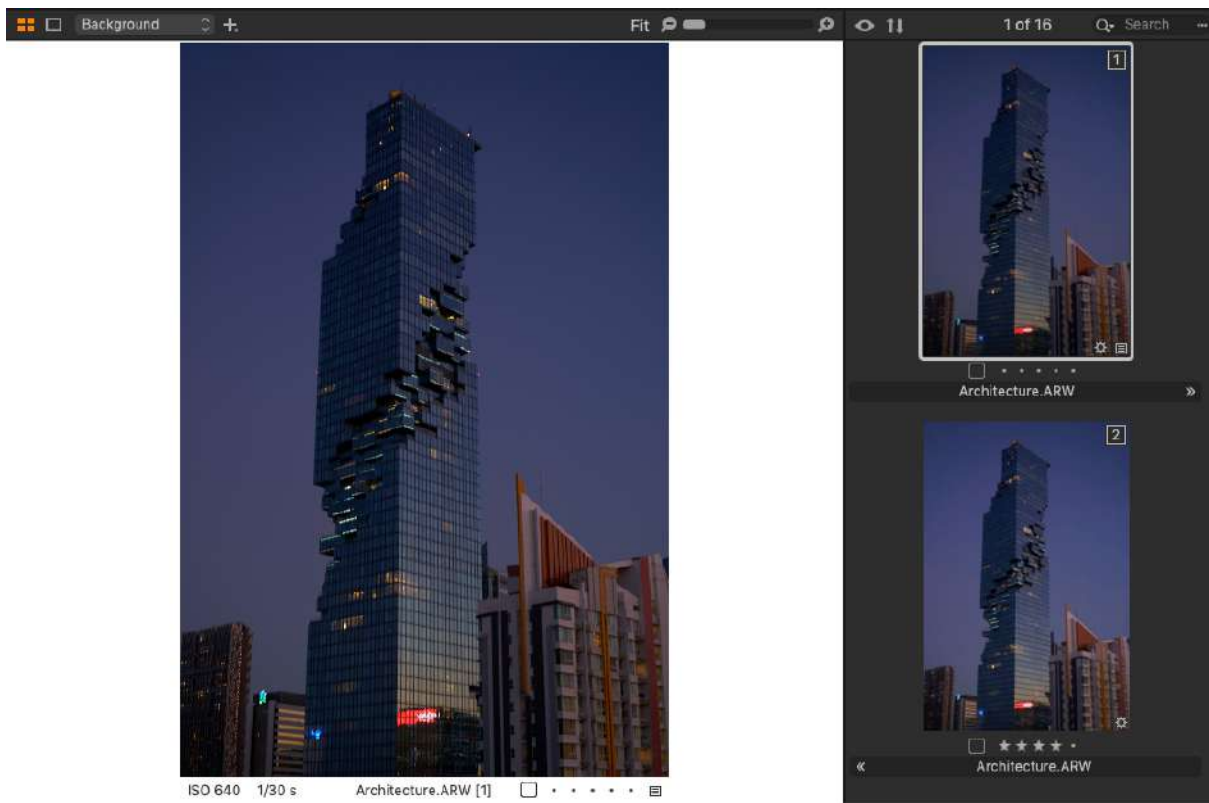 Background
Fit
1 of 16
Search
1
Architecture.ARW
2
Architecture.ARW
ISO 640 1/30 s Architecture.ARW [1]